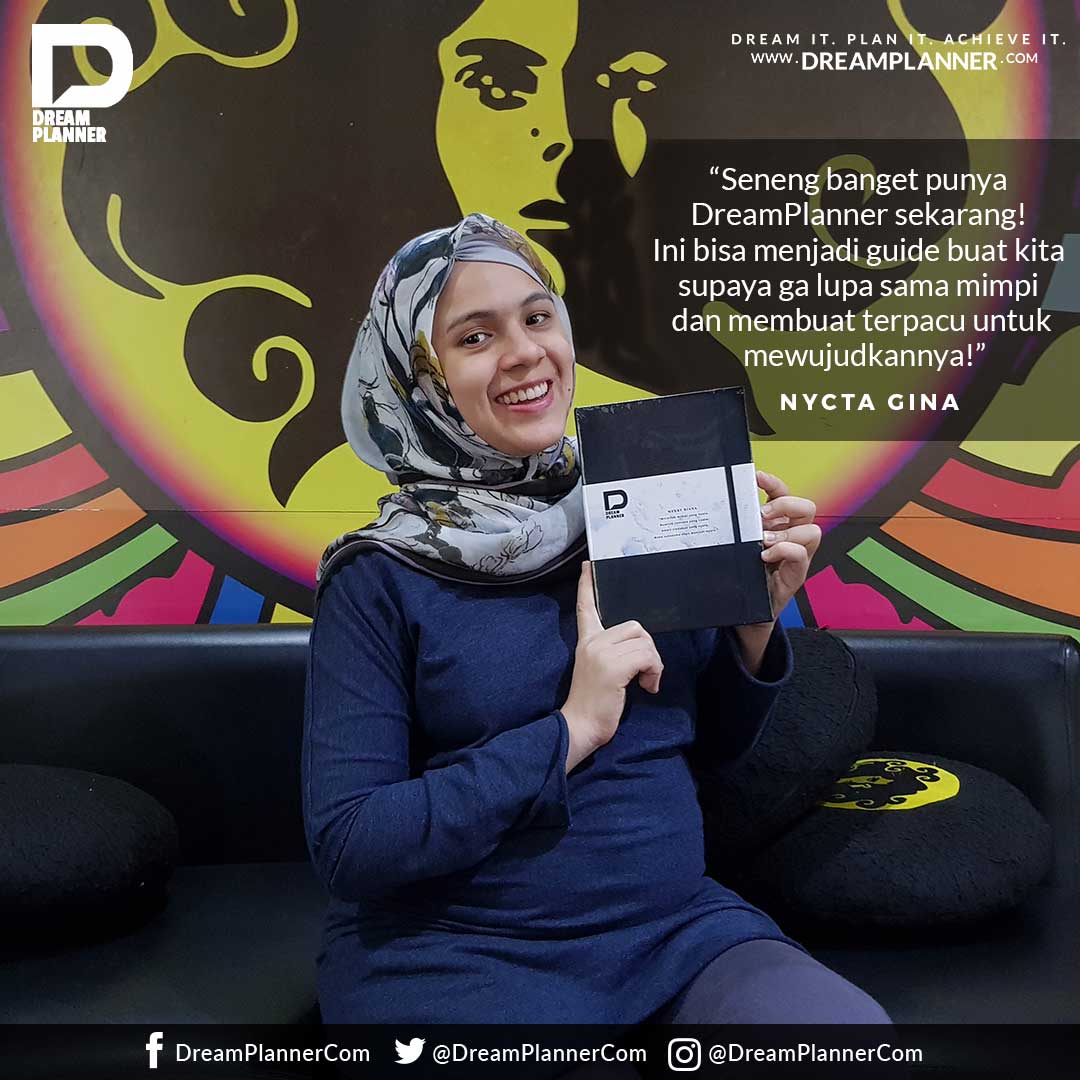 DREAM
PLANNER
DREAM IT. PLAN IT. ACHIEVE IT.
WWW.DREAMPLANNER.COM
“Seneng banget punya
DreamPlanner sekarang!
Ini bisa menjadi guide buat kita
supaya ga lupa sama mimpi
dan membuat terpacu untuk
mewujudkannya!”
NYCTA GINA
DREAM
PLANNER
MERRY RIANA
DreamPlannerCom
@DreamPlannerCom
@DreamPlannerCom